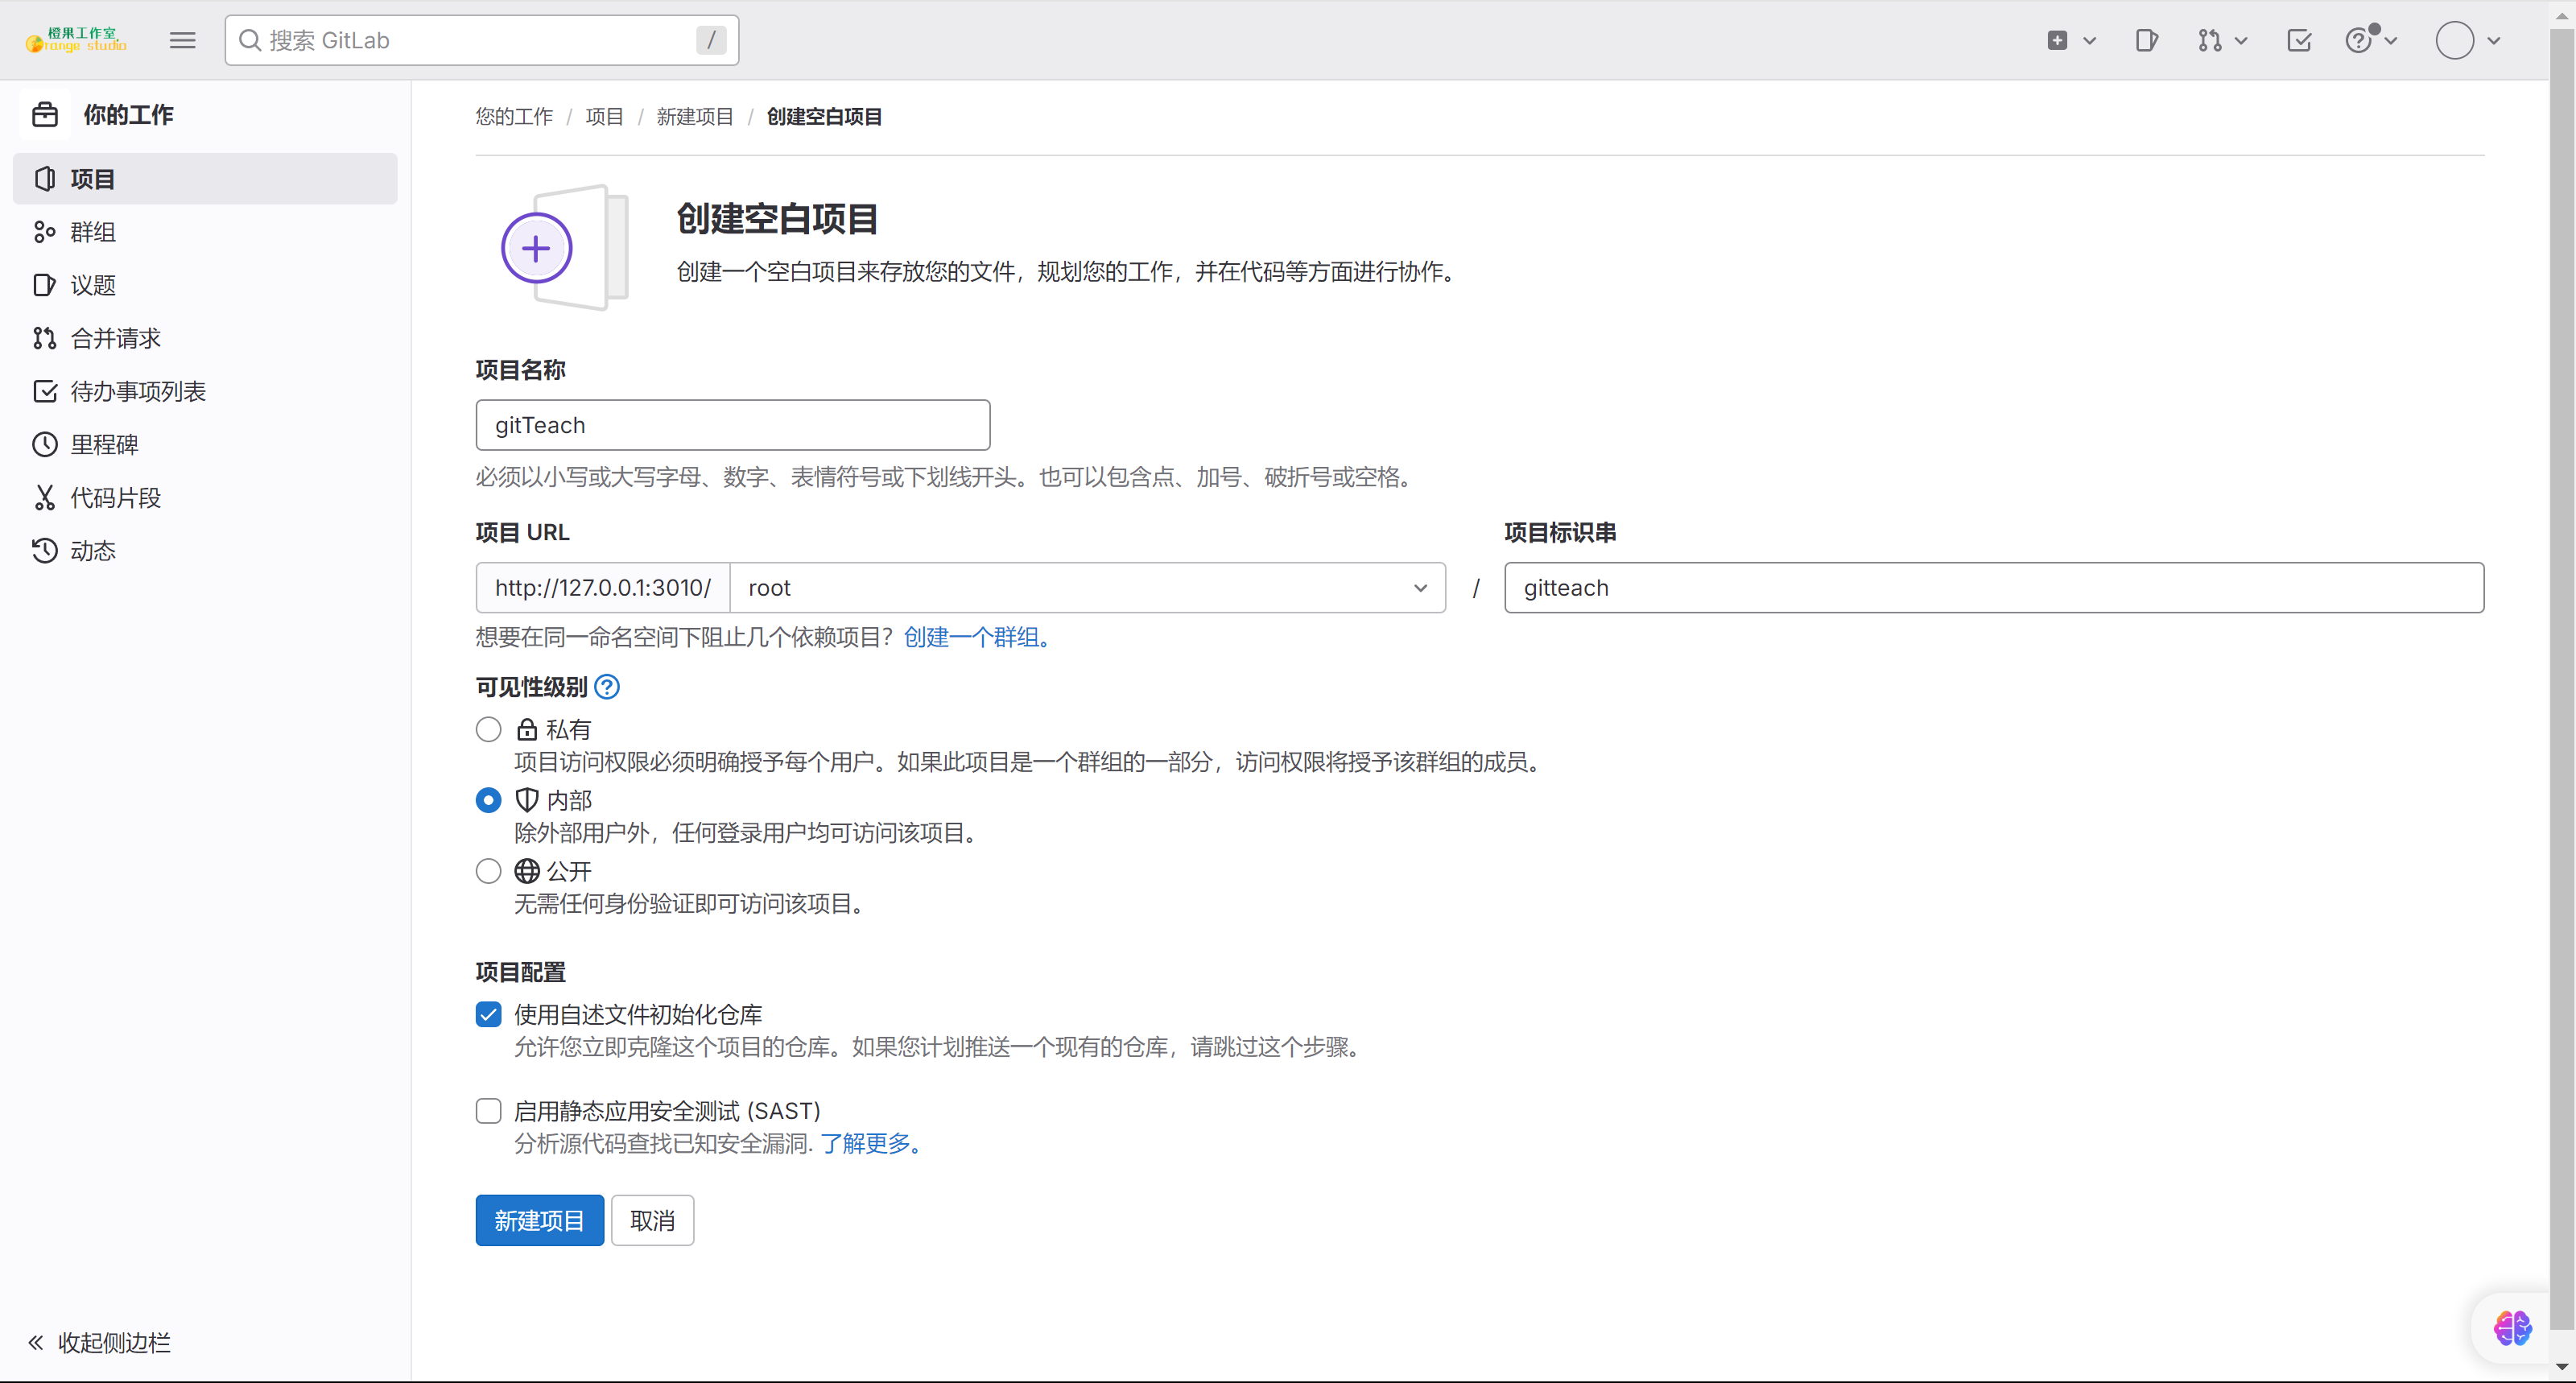 橙果工作室
range studio
搜索 GitLab
/
你的工作
项目
群组
议题
合并请求
待办事项列表
里程碑
代码片段
动态
收起侧边栏
您的工作 / 项目 / 新建项目 / 创建空白项目
创建空白项目
创建一个空白项目来存放您的文件，规划您的工作，并在代码等方面进行协作。
项目名称
gitTeach
必须以小写或大写字母、数字、表情符号或下划线开头。也可以包含点、加号、破折号或空格。
项目 URL 项目标识串
http://127.0.0.1:3010/ root / gitteach
想要在同一命名空间下阻止几个依赖项目？创建一个群组。
可见性级别
私有
项目访问权限必须明确授予每个用户。如果此项目是一个群组的一部分，访问权限将授予该群组的成员。
内部
除外部用户外，任何登录用户均可访问该项目。
公开
无需任何身份验证即可访问该项目。
项目配置
使用自述文件初始化仓库
允许您立即克隆这个项目的仓库。如果您计划推送一个现有的仓库，请跳过这个步骤。
启用静态应用安全测试 (SAST)
分析源代码查找已知安全漏洞. 了解更多。
新建项目 取消